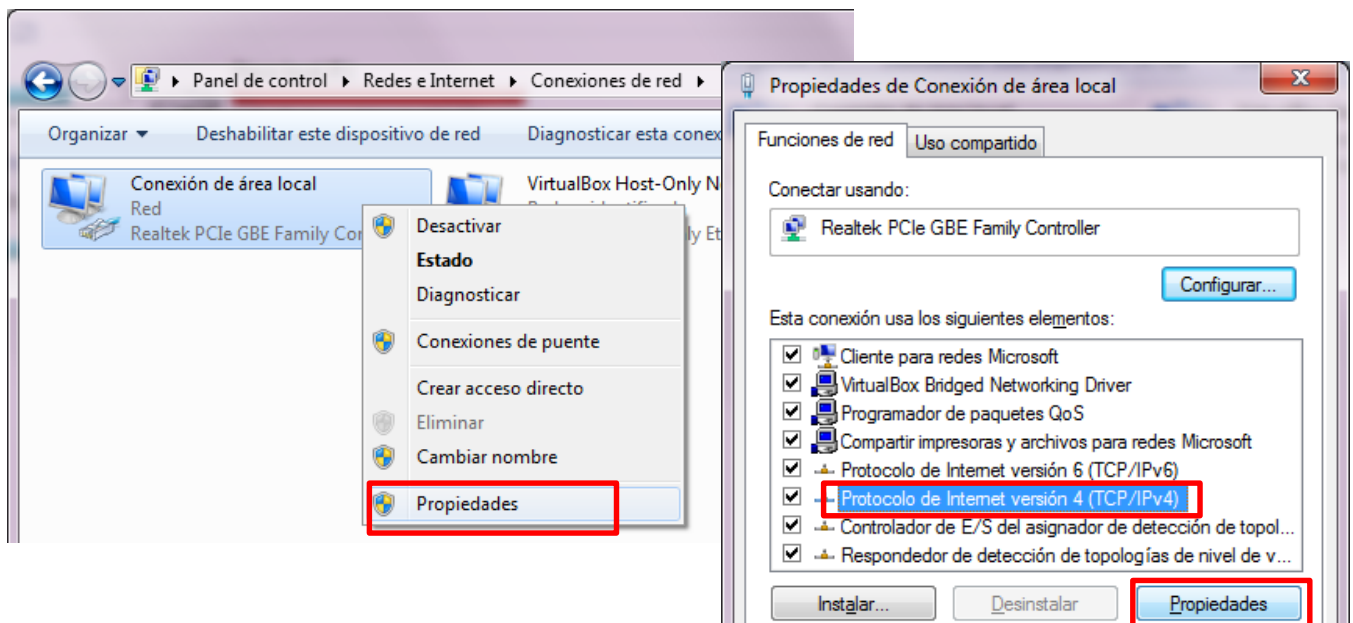 Panel de control ▸ Redes e Internet ▸ Conexiones de red ▸
Organizar ▾ Deshabilitar este dispositivo de red Diagnosticar esta conex
Conexión de área local
Red
Realtek PCIe GBE Family Con
VirtualBox Host-Only N
ly Et
Desactivar
Estado
Diagnosticar
Conexiones de puente
Crear acceso directo
Eliminar
Cambiar nombre
Propiedades
Propiedades de Conexión de área local
Funciones de red Uso compartido
Conectar usando:
Realtek PCIe GBE Family Controller
Configurar...
Esta conexión usa los siguientes elementos:
Cliente para redes Microsoft
VirtualBox Bridged Networking Driver
Programador de paquetes QoS
Compartir impresoras y archivos para redes Microsoft
Protocolo de Internet versión 6 (TCP/IPv6)
Protocolo de Internet versión 4 (TCP/IPv4)
Controlador de E/S del asignador de detección de topol...
Respondedor de detección de topologías de nivel de v...
Instalar... Desinstalar Propiedades